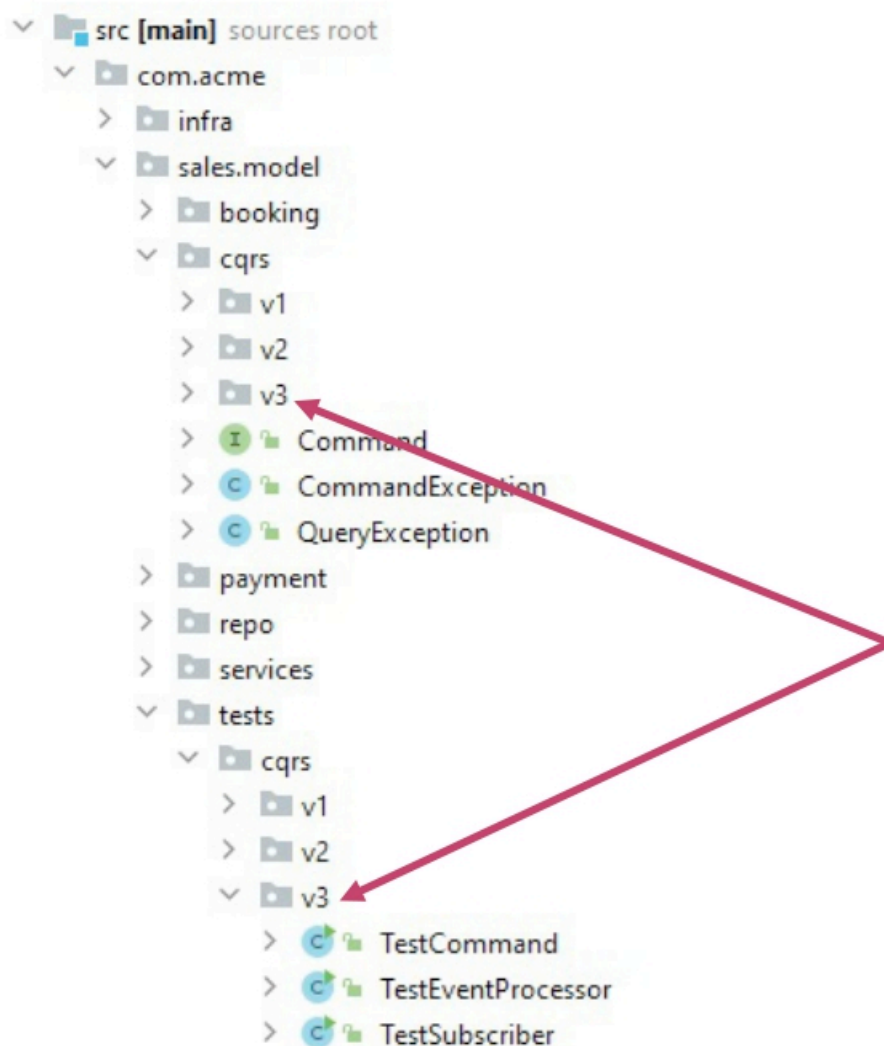 src [main] sources root
com.acme
infra
sales.model
booking
cqrs
v1
v2
v3
I Command
C CommandException
C QueryException
payment
repo
services
tests
cqrs
v1
v2
v3
C TestCommand
C TestEventProcessor
C TestSubscriber